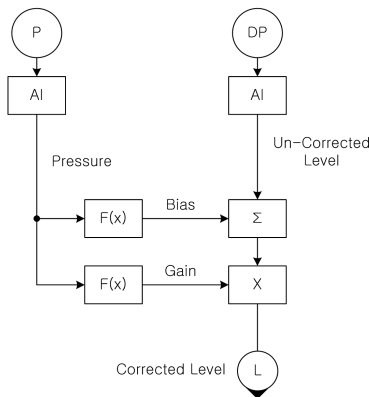 P
DP
AI
AI
Un-Corrected
Level
Pressure
F(x)
Bias
Σ
F(x)
Gain
X
Corrected Level
L